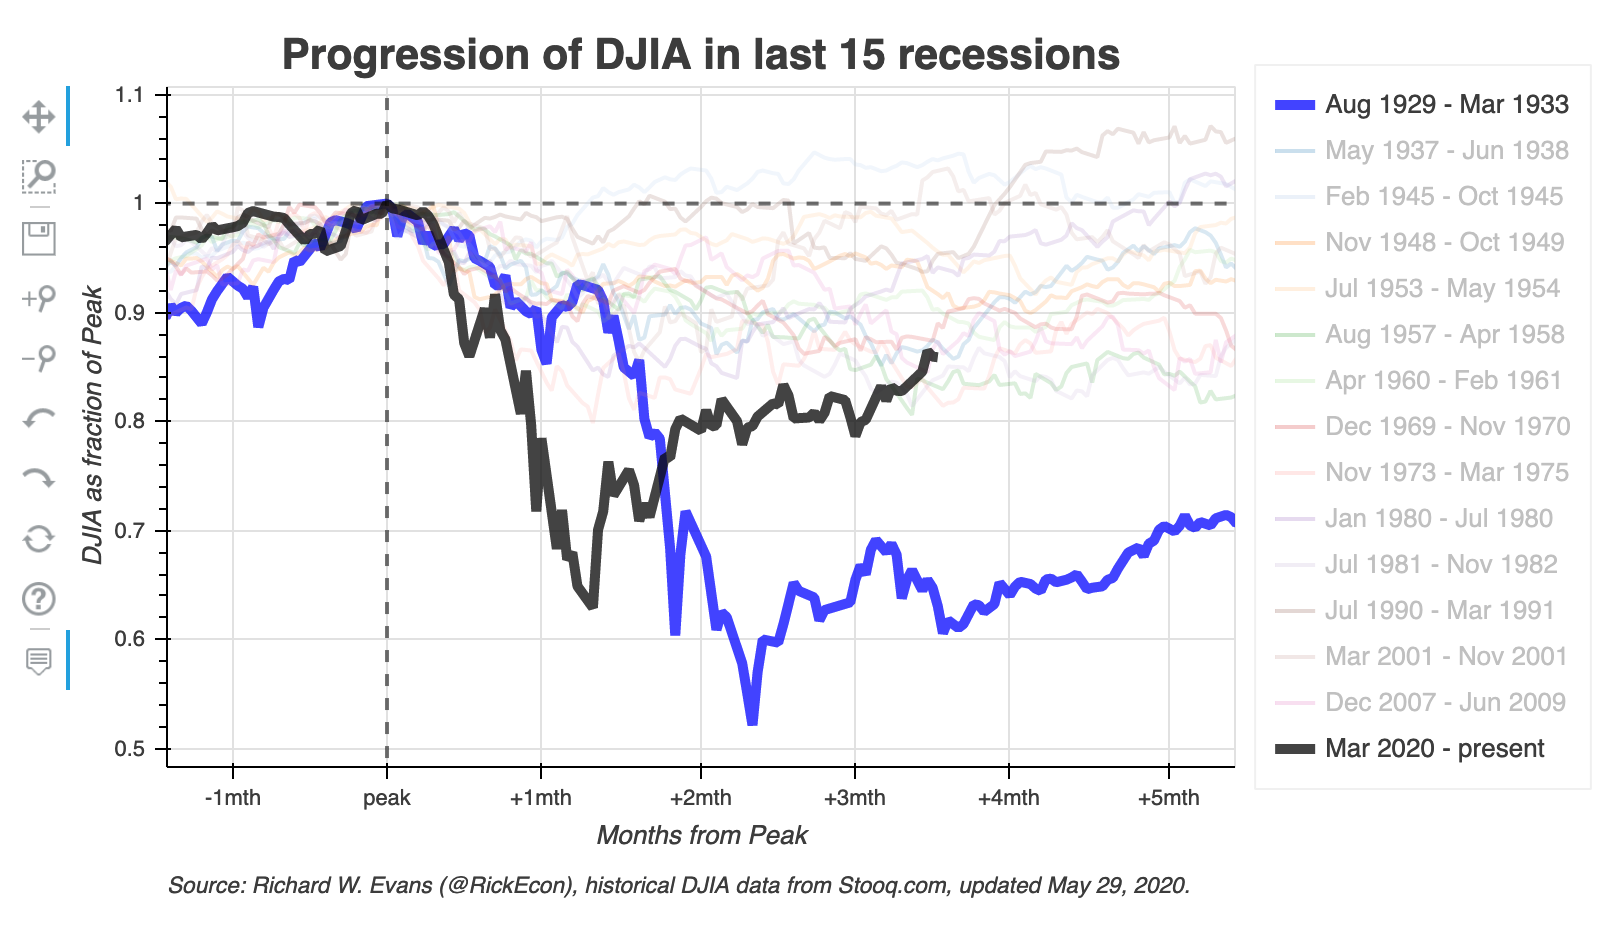 Progression of DJIA in last 15 recessions
DJIA as fraction of Peak
1.1
1
0.9
0.8
0.7
0.6
0.5
-1mth
peak
+1mth
+2mth
+3mth
+4mth
+5mth
Months from Peak
Aug 1929 - Mar 1933
May 1937 - Jun 1938
Feb 1945 - Oct 1945
Nov 1948 - Oct 1949
Jul 1953 - May 1954
Aug 1957 - Apr 1958
Apr 1960 - Feb 1961
Dec 1969 - Nov 1970
Nov 1973 - Mar 1975
Jan 1980 - Jul 1980
Jul 1981 - Nov 1982
Jul 1990 - Mar 1991
Mar 2001 - Nov 2001
Dec 2007 - Jun 2009
Mar 2020 - present
Source: Richard W. Evans (@RickEcon), historical DJIA data from Stooq.com, updated May 29, 2020.